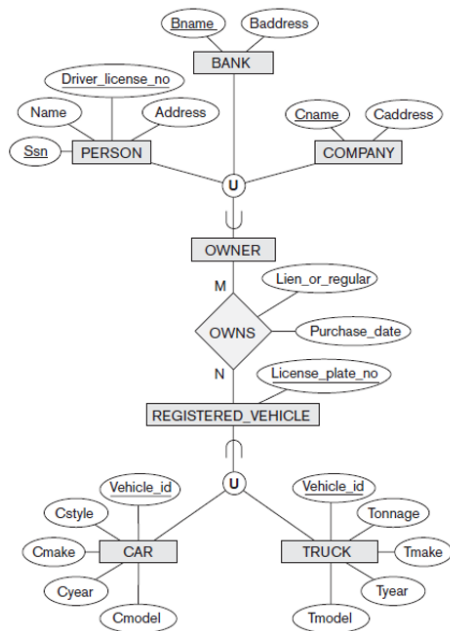 Bname
Baddress
BANK
Driver_license_no
Name
Address
Cname
Caddress
Ssn
PERSON
COMPANY
U
OWNER
M
Lien_or_regular
OWNS
Purchase_date
N
License_plate_no
REGISTERED_VEHICLE
U
Vehicle_id
Vehicle_id
Cstyle
Tonnage
Cmake
CAR
TRUCK
Tmake
Cyear
Tyear
Cmodel
Tmodel